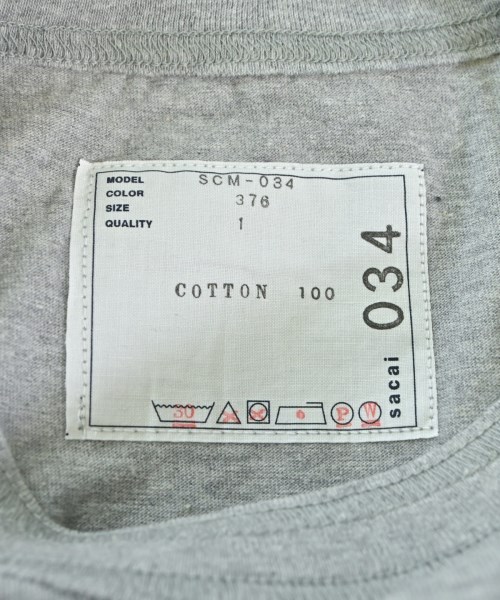 MODEL SCM-034
COLOR 376
SIZE 1
QUALITY
COTTON 100
30 P W
sacai 034